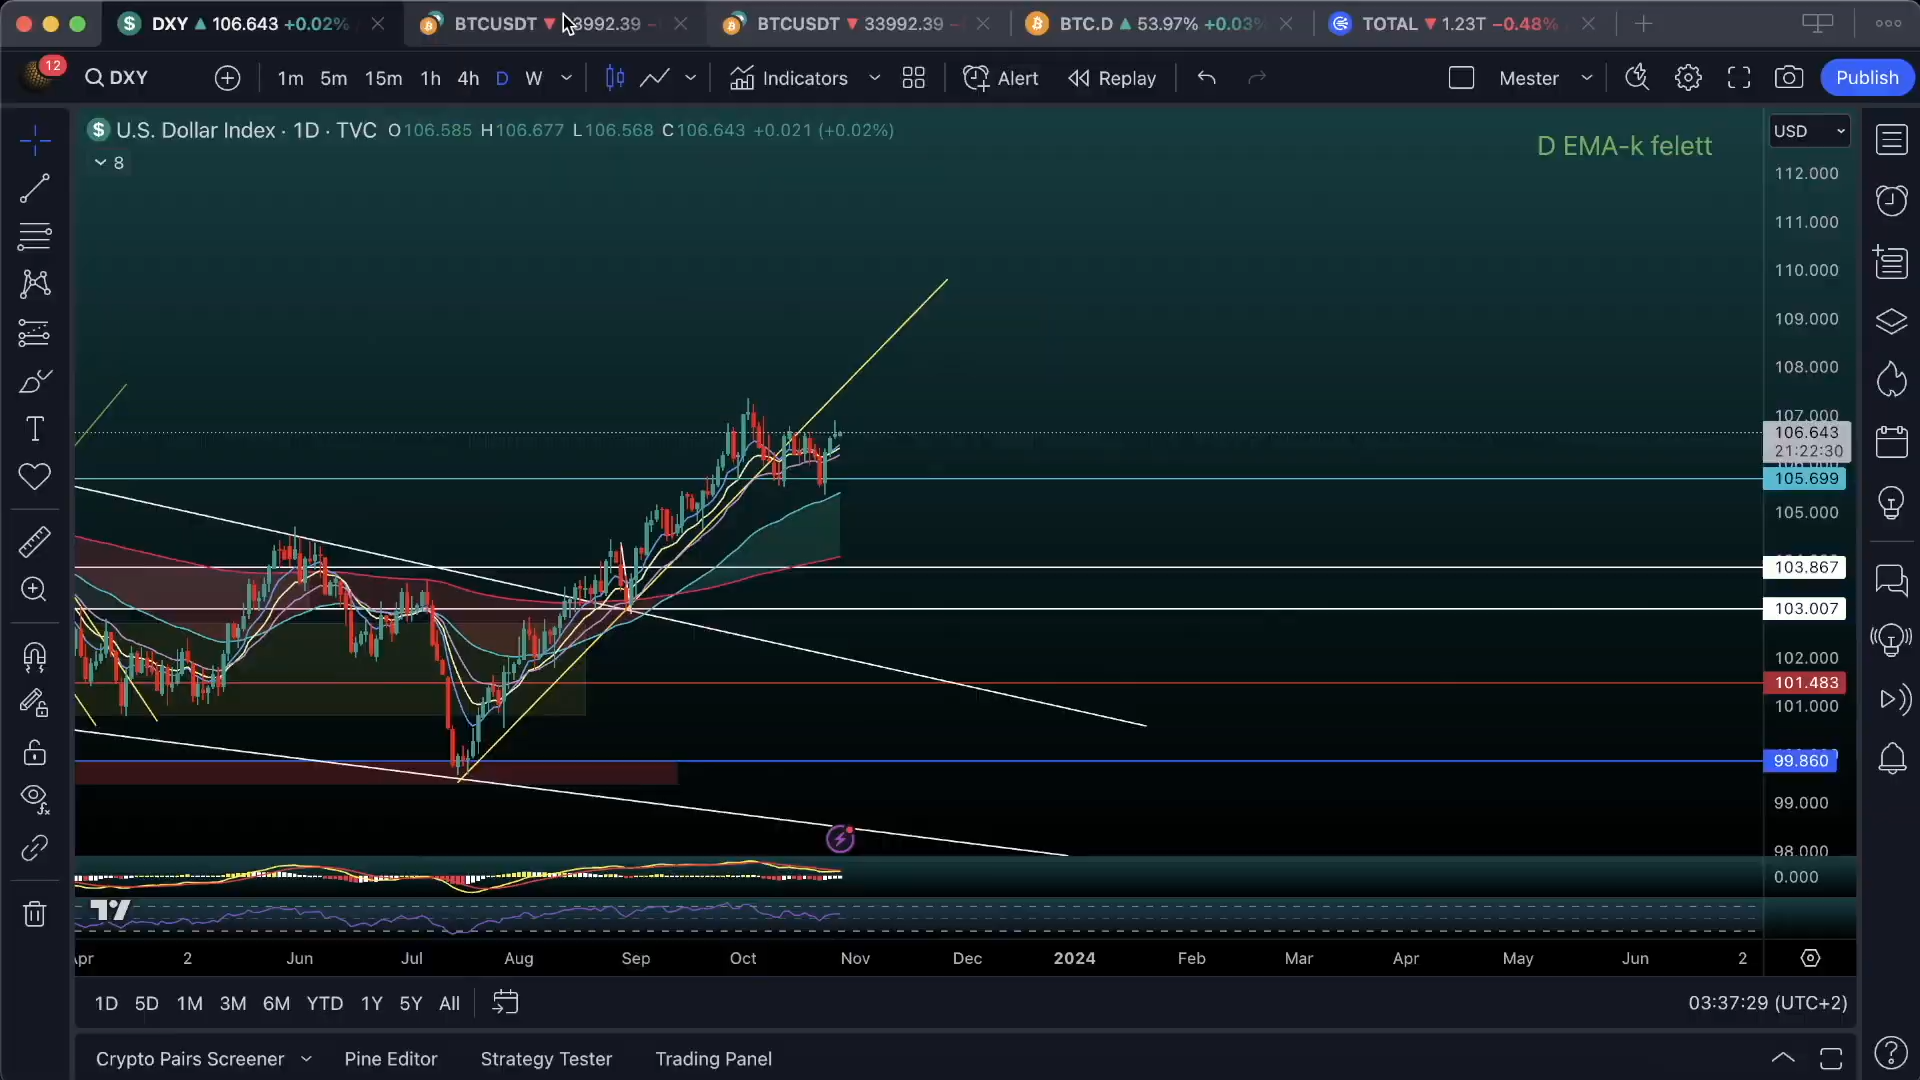 DXY ▲ 106.643 +0.02%
BTCUSDT ▼ 3992.39 –
BTCUSDT ▼ 33992.39 –
BTC.D ▲ 53.97% +0.03%
TOTAL ▼ 1.23T −0.48%
12
DXY
1m 5m 15m 1h 4h D W
Indicators
Alert
Replay
Mester
Publish
U.S. Dollar Index · 1D · TVC O106.585 H106.677 L106.568 C106.643 +0.021 (+0.02%)
8
D EMA-k felett
USD
112.000
111.000
110.000
109.000
108.000
107.000
106.643
21:22:30
105.699
105.000
103.867
103.007
102.000
101.483
101.000
99.860
99.000
98.000
0.000
2 Jun Jul Aug Sep Oct Nov Dec 2024 Feb Mar Apr May Jun 2
1D 5D 1M 3M 6M YTD 1Y 5Y All
03:37:29 (UTC+2)
Crypto Pairs Screener
Pine Editor
Strategy Tester
Trading Panel